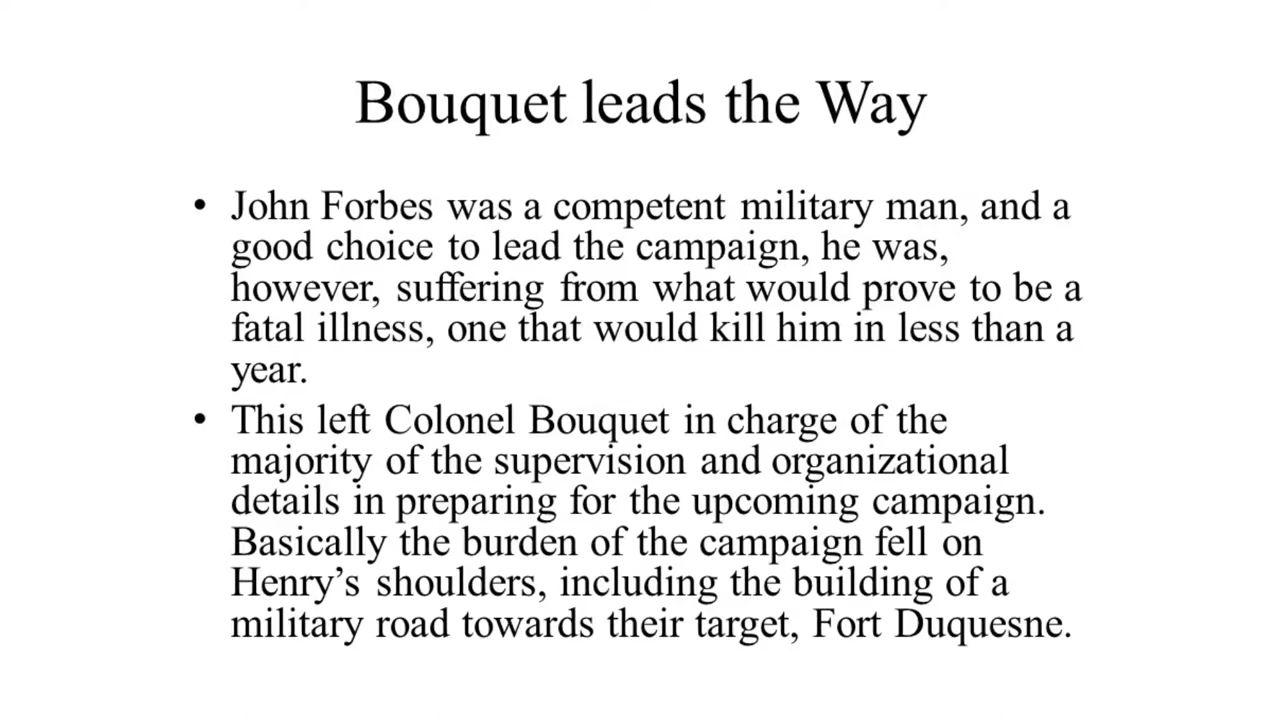 Bouquet leads the Way
• John Forbes was a competent military man, and a
good choice to lead the campaign, he was,
however, suffering from what would prove to be a
fatal illness, one that would kill him in less than a
year.
• This left Colonel Bouquet in charge of the
majority of the supervision and organizational
details in preparing for the upcoming campaign.
Basically the burden of the campaign fell on
Henry’s shoulders, including the building of a
military road towards their target, Fort Duquesne.